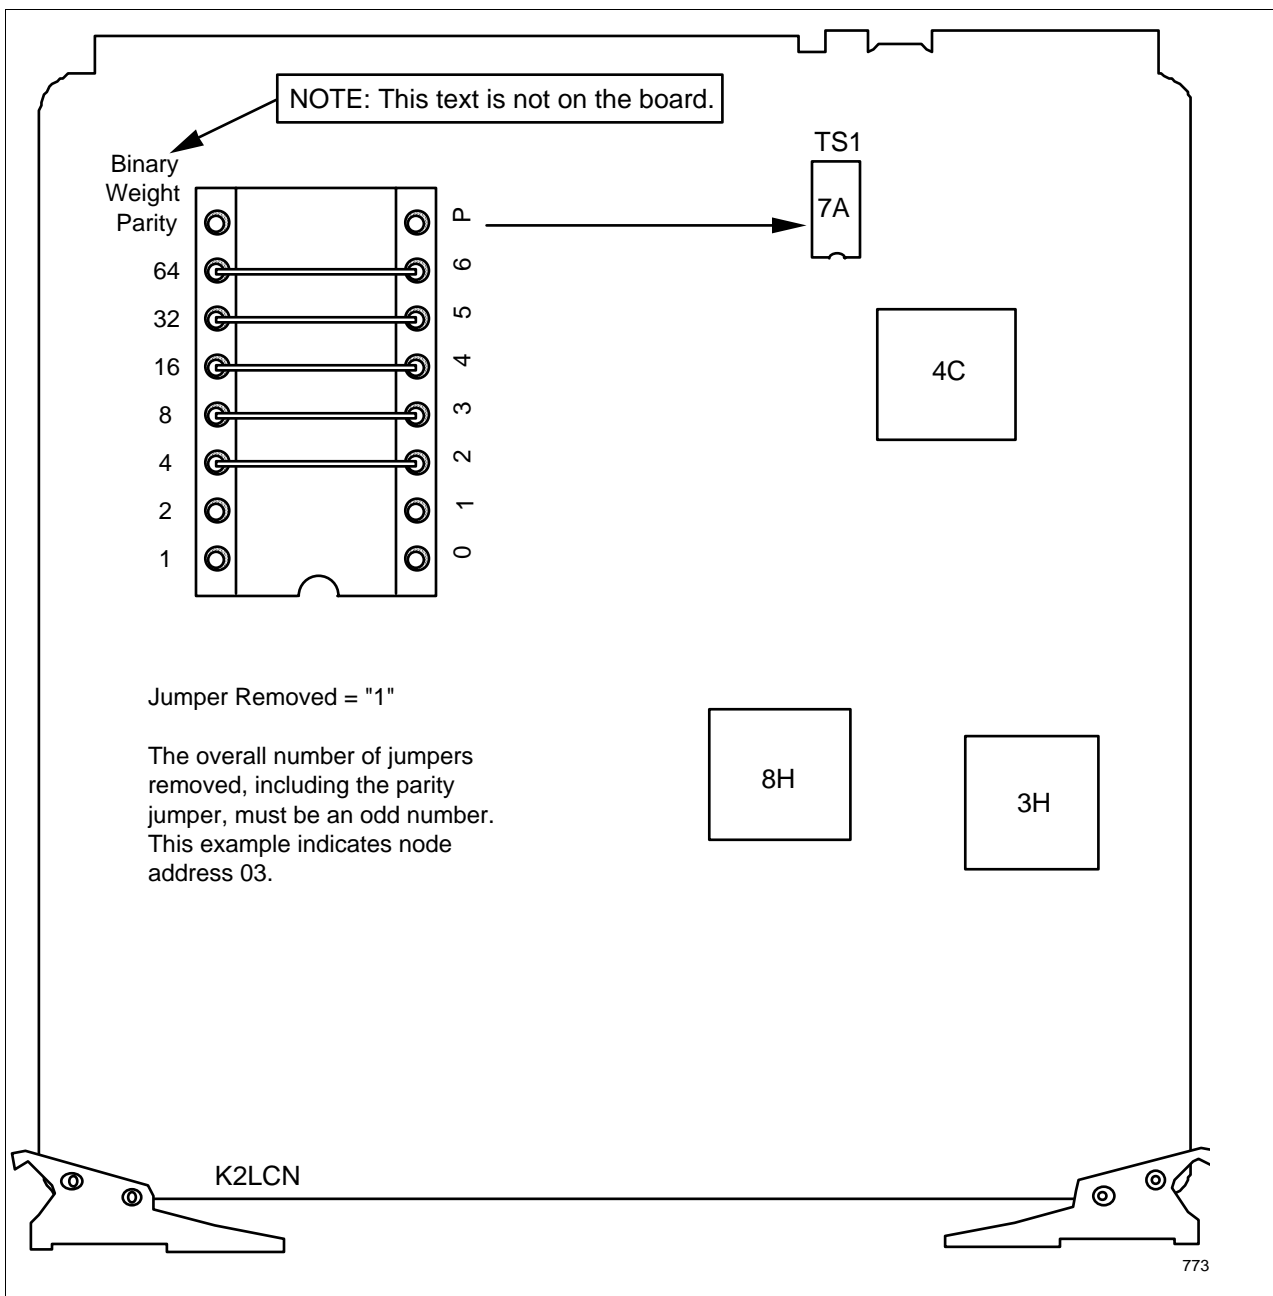 NOTE: This text is not on the board.
TS1
7A
Binary
Weight
Parity
P
64
6
32
5
16
4
8
3
4
2
2
1
1
0
4C
Jumper Removed = "1"
The overall number of jumpers
removed, including the parity
jumper, must be an odd number.
This example indicates node
address 03.
8H
3H
K2LCN
773